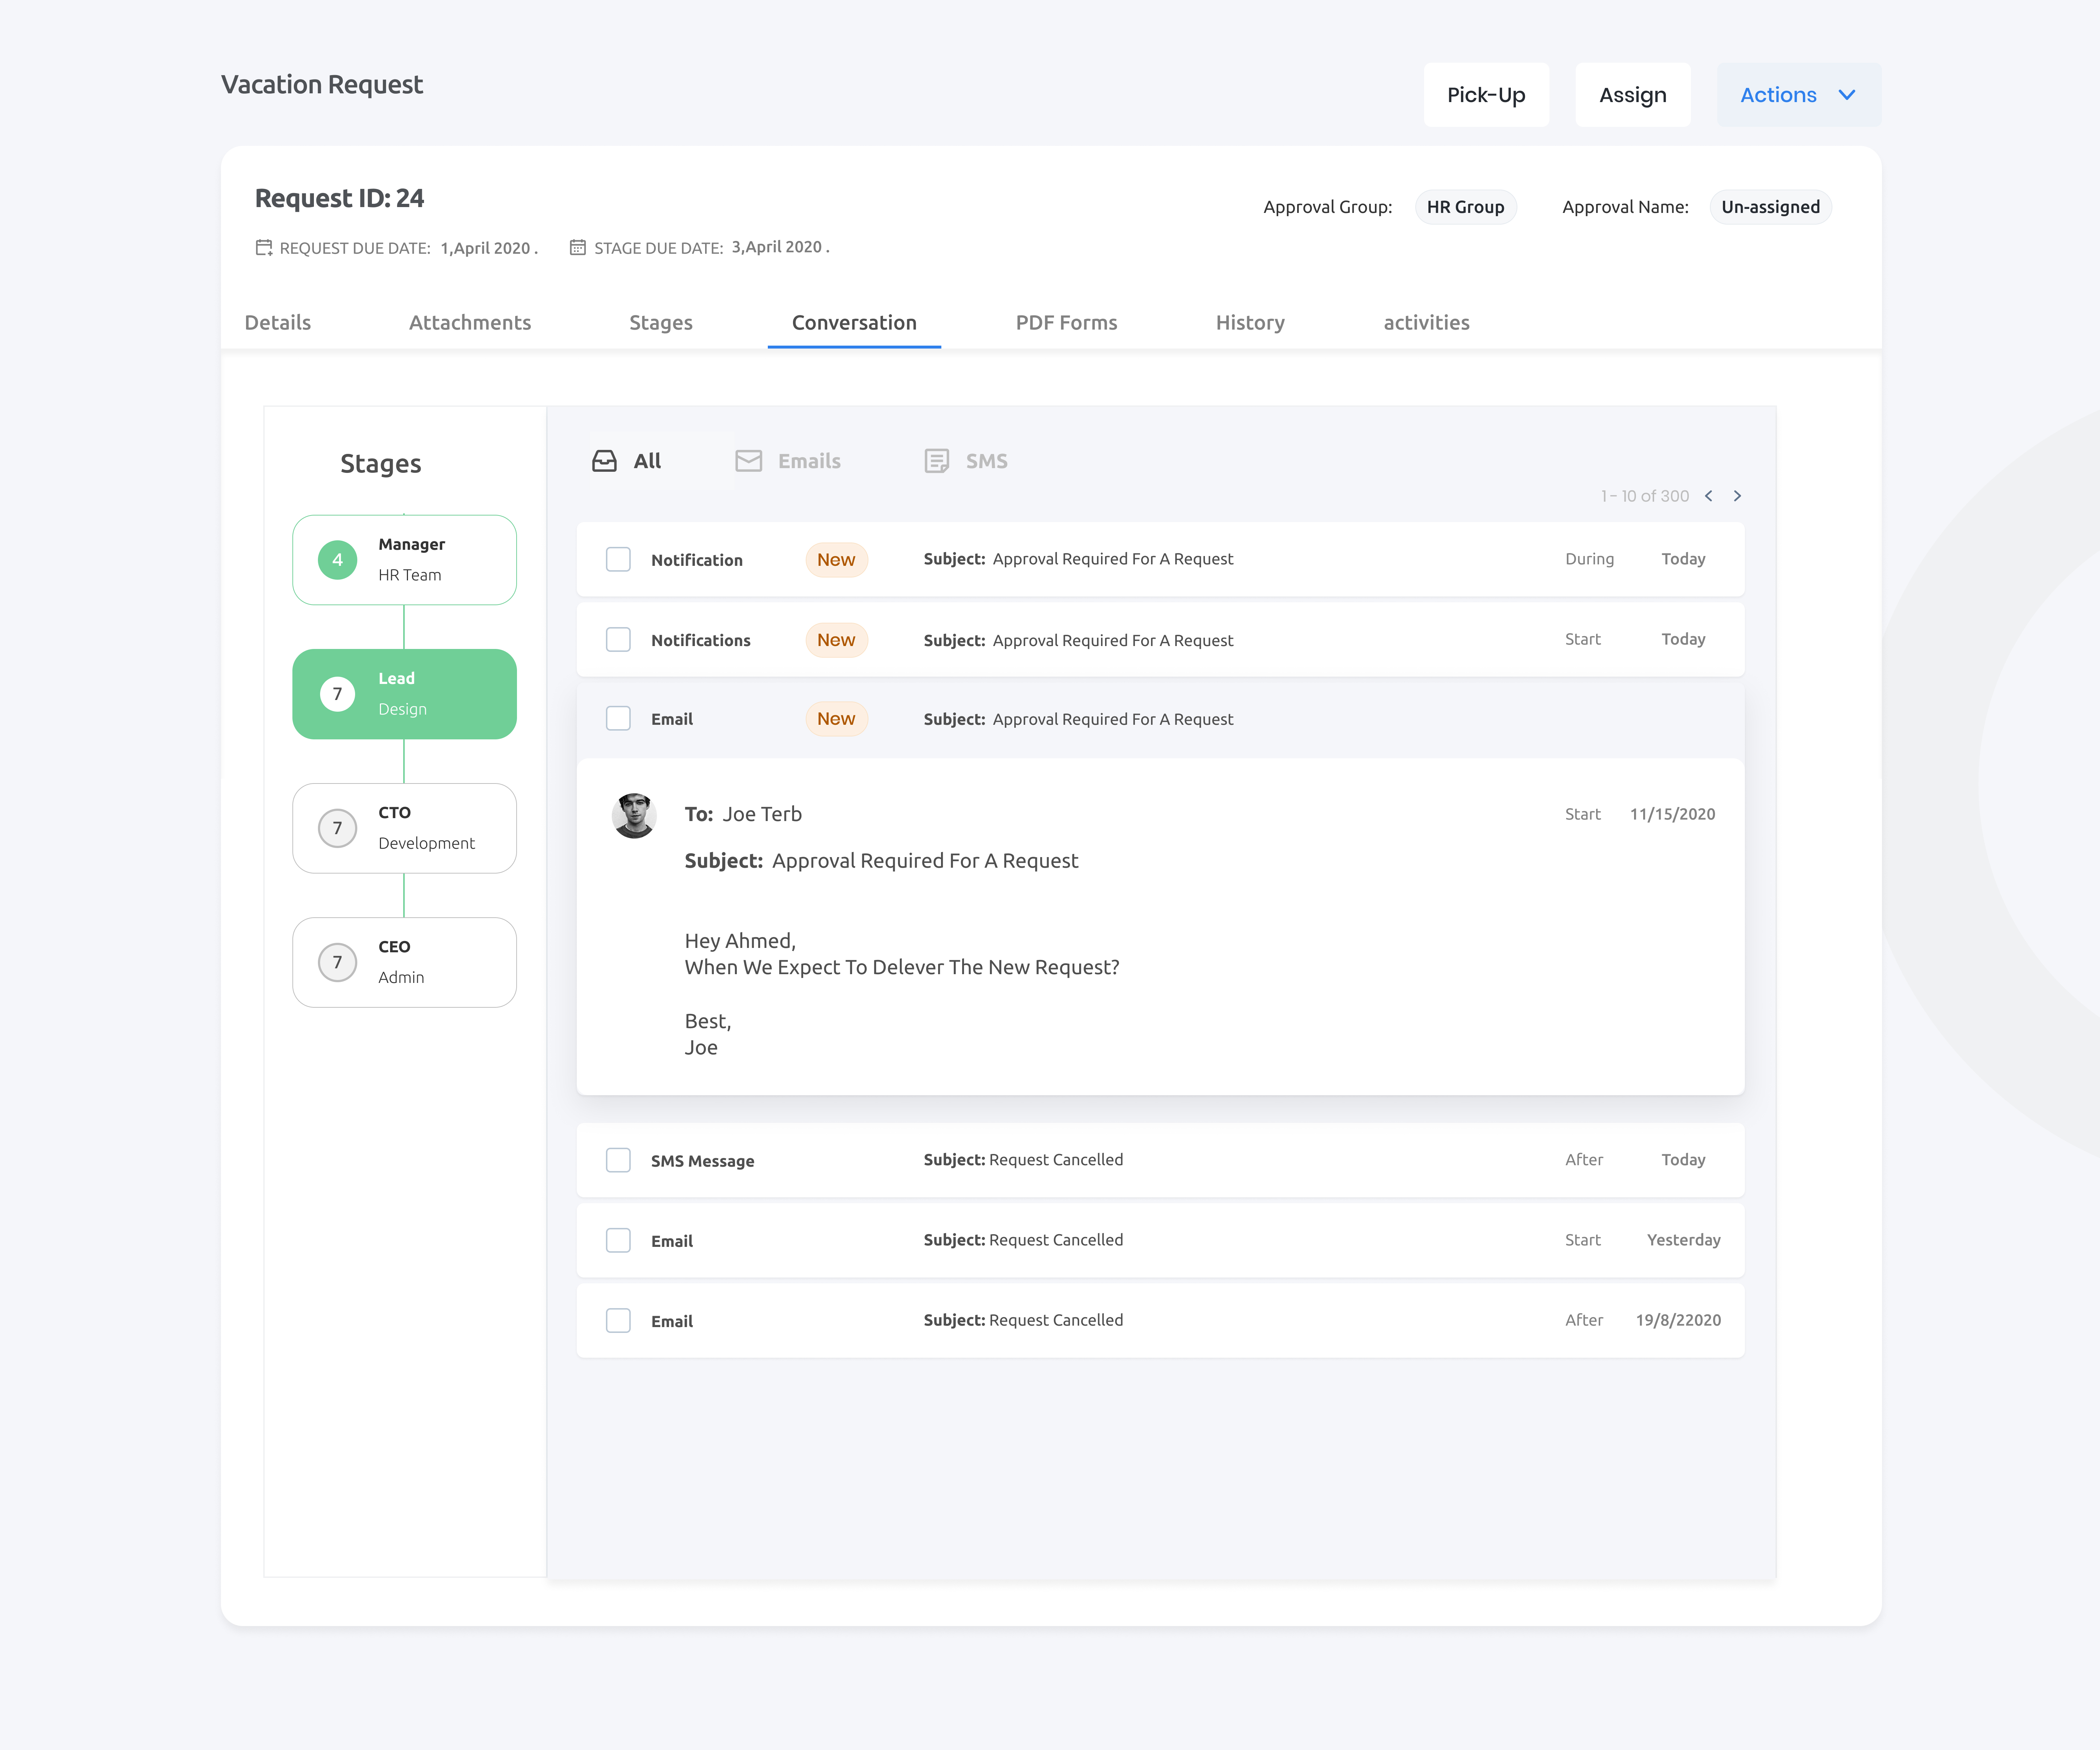 Vacation Request
Pick-Up
Assign
Actions
Request ID: 24
Approval Group: HR Group Approval Name: Un-assigned
REQUEST DUE DATE: 1,April 2020 . STAGE DUE DATE: 3,April 2020 .
Details Attachments Stages Conversation PDF Forms History activities
Stages
4 Manager
HR Team
7 Lead
Design
7 CTO
Development
7 CEO
Admin
All Emails SMS
1 - 10 of 300
Notification New Subject: Approval Required For A Request During Today
Notifications New Subject: Approval Required For A Request Start Today
Email New Subject: Approval Required For A Request
To: Joe Terb Start 11/15/2020
Subject: Approval Required For A Request
Hey Ahmed,
When We Expect To Delever The New Request?
Best,
Joe
SMS Message Subject: Request Cancelled After Today
Email Subject: Request Cancelled Start Yesterday
Email Subject: Request Cancelled After 19/8/22020